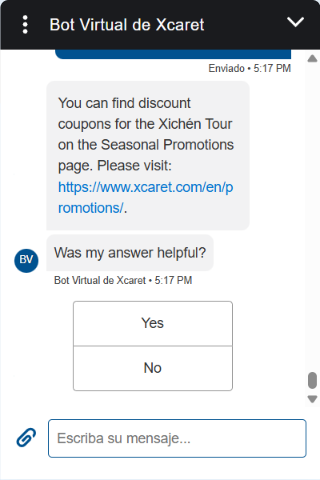 Bot Virtual de Xcaret
Enviado • 5:17 PM
You can find discount
coupons for the Xichén Tour
on the Seasonal Promotions
page. Please visit:
https://www.xcaret.com/en/p
romotions/.
Was my answer helpful?
BV
Bot Virtual de Xcaret • 5:17 PM
Yes
No
Escriba su mensaje...